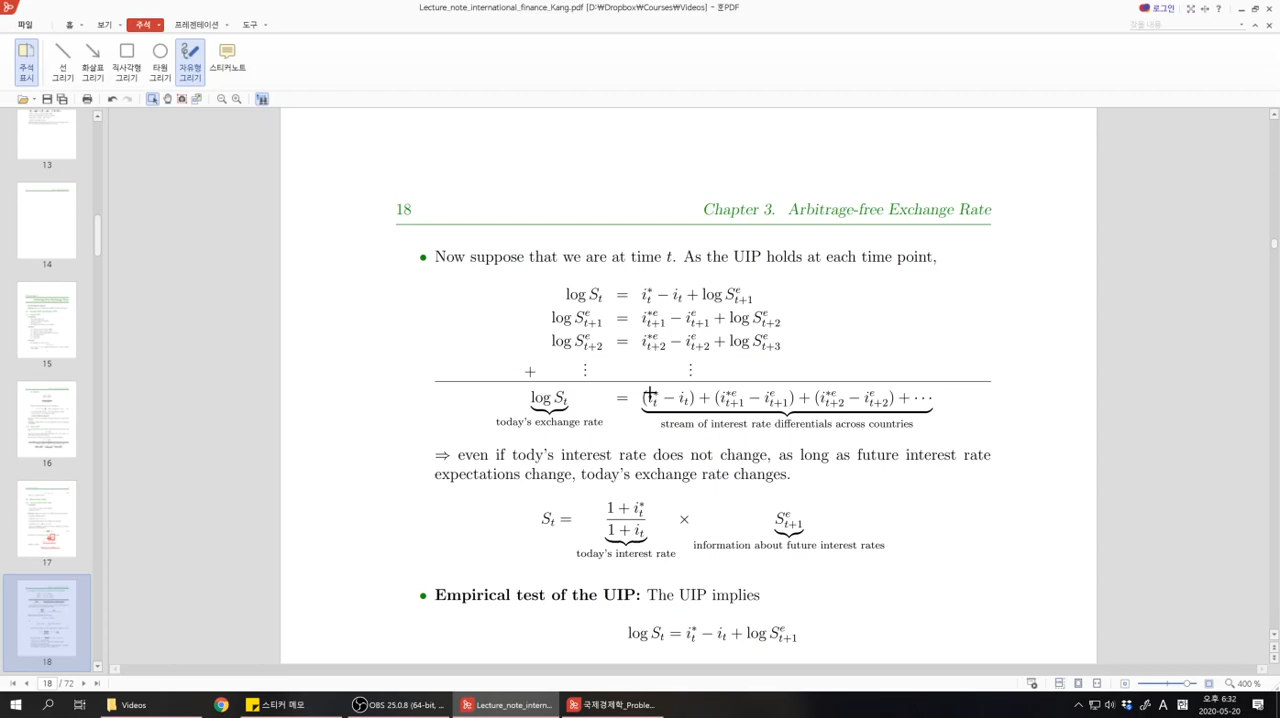 Lecture_note_international_finance_Kang.pdf [D:₩Dropbox₩Courses₩Videos] - ezPDF
로그인
파일 홈 보기 주석 프레젠테이션 도구
찾을 내용
주석 표시
선 그리기
화살표 그리기
직사각형 그리기
타원 그리기
자유형 그리기
스티커노트
13
14
15
16
17
18
18 Chapter 3. Arbitrage-free Exchange Rate
• Now suppose that we are at time t. As the UIP holds at each time point,
log S_t = i*_t − i_t + log S^e_{t+1}
log S^e_{t+1} = i^{*e}_{t+1} − i^e_{t+1} + log S^e_{t+2}
log S^e_{t+2} = i^{*e}_{t+2} − i^e_{t+2} + log S^e_{t+3}
+ ⋮ ⋮
log S_t = (i*_t − i_t) + (i^{*e}_{t+1} − i^e_{t+1}) + (i^{*e}_{t+2} − i^e_{t+2}) + ···
today's exchange rate stream of interest rate differentials across countries
⇒ even if tody's interest rate does not change, as long as future interest rate
expectations change, today's exchange rate changes.
S_t = (1 + i*_t)/(1 + i_t) × S^e_{t+1}
today's interest rate information about future interest rates
• Empirical test of the UIP: The UIP implies
log S_t = i*_t − i_t + log S^e_{t+1}
18 / 72
400 %
Videos
스티커 메모
OBS 25.0.8 (64-bit, ...
Lecture_note_intern...
국제경제학_Proble...
A 한
오후 6:32
2020-05-20